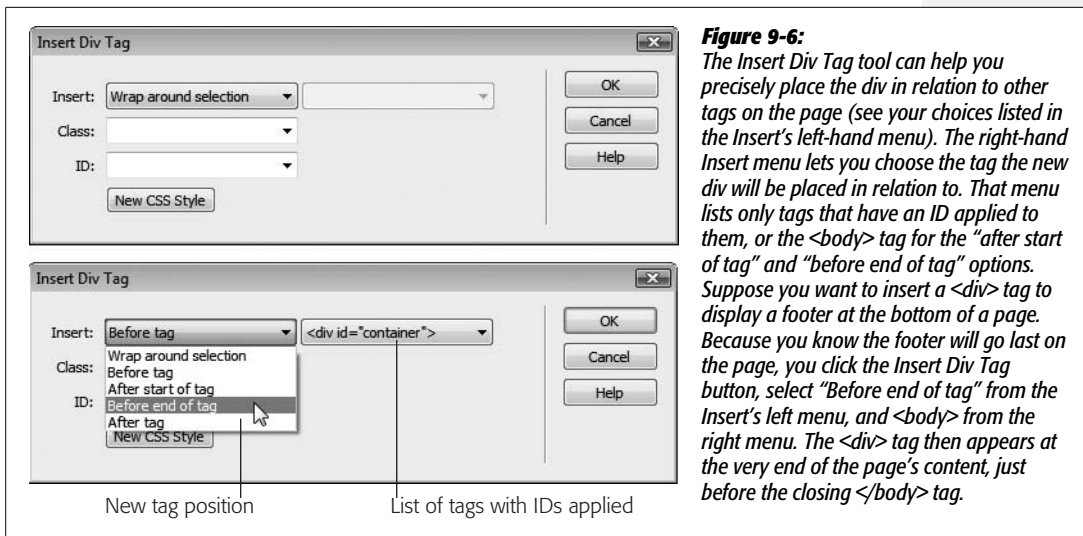 Insert Div Tag
Insert: Wrap around selection
Class:
ID:
New CSS Style
OK
Cancel
Help
Insert Div Tag
Insert: Before tag <div id="container">
Wrap around selection
Before tag
After start of tag
Before end of tag
After tag
Class:
ID:
New CSS Style
OK
Cancel
Help
New tag position
List of tags with IDs applied
Figure 9-6:
The Insert Div Tag tool can help you
precisely place the div in relation to other
tags on the page (see your choices listed in
the Insert’s left-hand menu). The right-hand
Insert menu lets you choose the tag the new
div will be placed in relation to. That menu
lists only tags that have an ID applied to
them, or the <body> tag for the “after start
of tag” and “before end of tag” options.
Suppose you want to insert a <div> tag to
display a footer at the bottom of a page.
Because you know the footer will go last on
the page, you click the Insert Div Tag
button, select “Before end of tag” from the
Insert’s left menu, and <body> from the
right menu. The <div> tag then appears at
the very end of the page’s content, just
before the closing </body> tag.